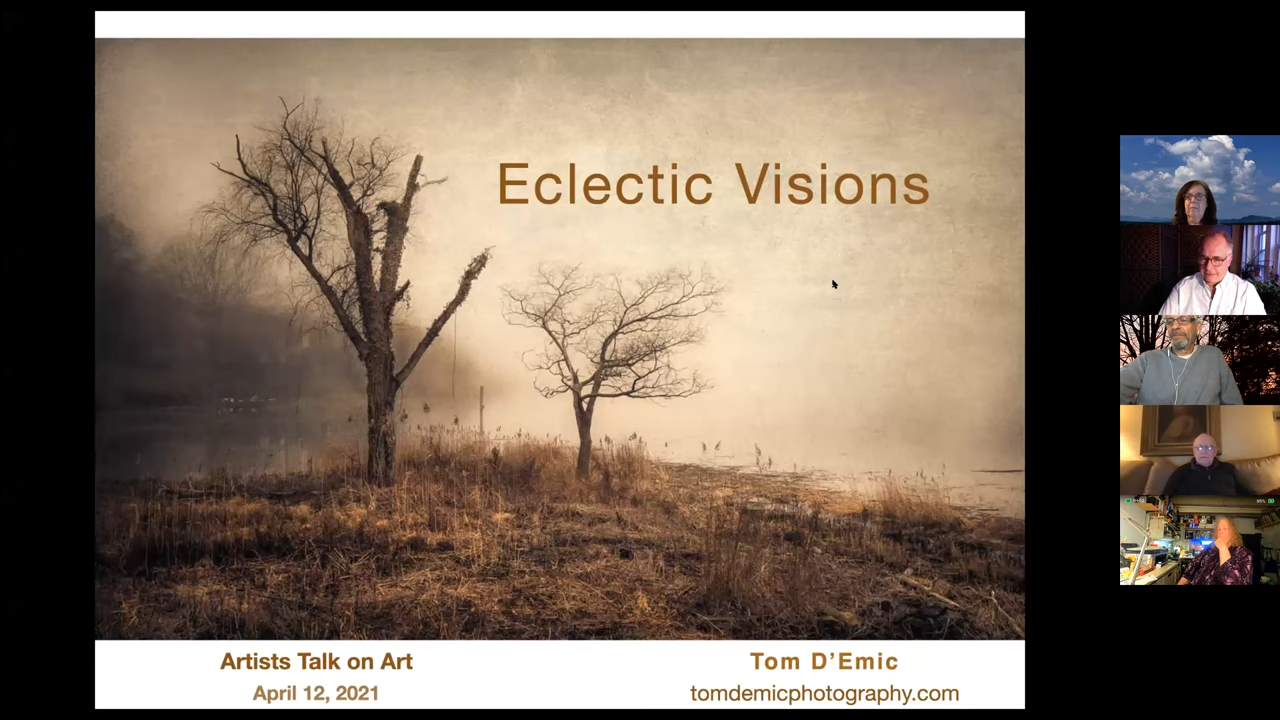 Eclectic Visions
Artists Talk on Art
April 12, 2021
Tom D’Emic
tomdemicphotography.com